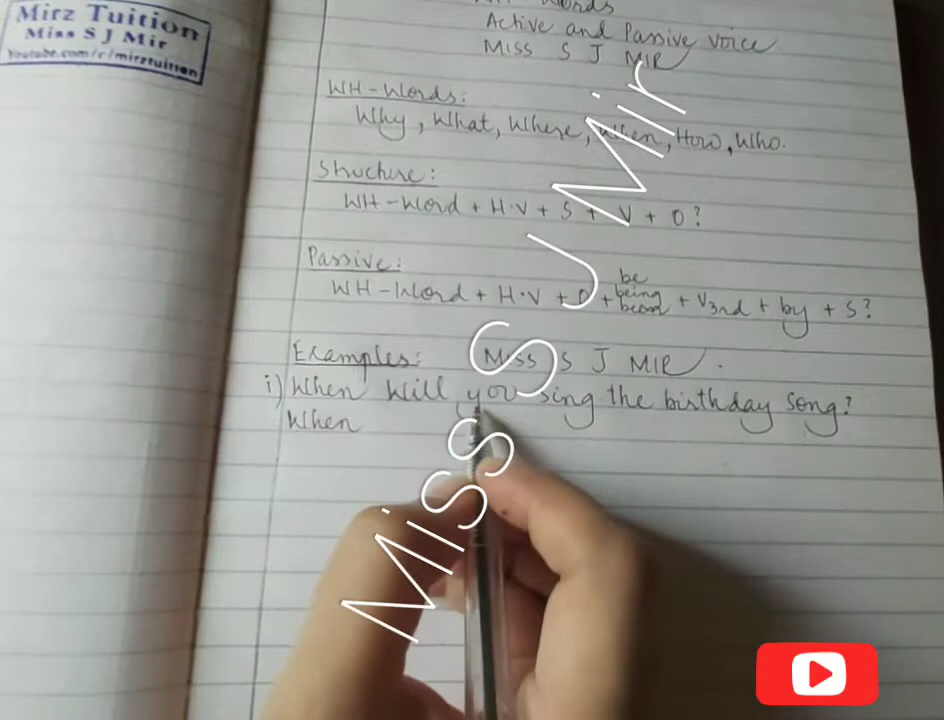 Mirz Tuition
Miss S J Mir
Youtube.com/c/mirztuition
Words
Active and Passive voice
MISS S J MIR
WH-Words:
Why, What, Where, When, How, Who.
Structure:
WH-Word + H.V + S + V + O?
Passive:
WH-Word + H.V + O + be being been + V3rd + by + S?
Examples: Miss S J MIR.
i) When will you sing the birthday song?
When
Miss S J Mir